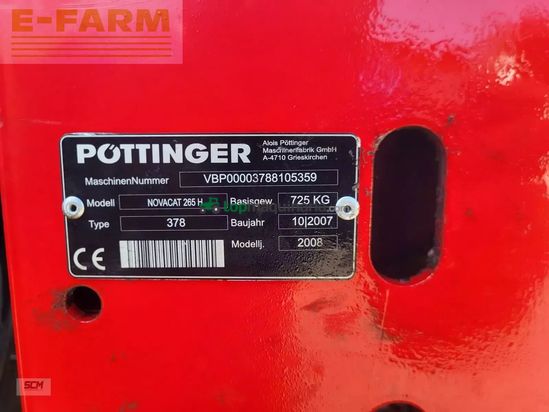 E-FARM
PÖTTINGER
Alois Pöttinger
Maschinenfabrik GmbH
A-4710 Grieskirchen
MaschinenNummer VBP00003788105359
Modell NOVACAT 265 H Basisgew. 725 KG
Type 378 Baujahr 10|2007
Modellj. 2008
CE
SCM